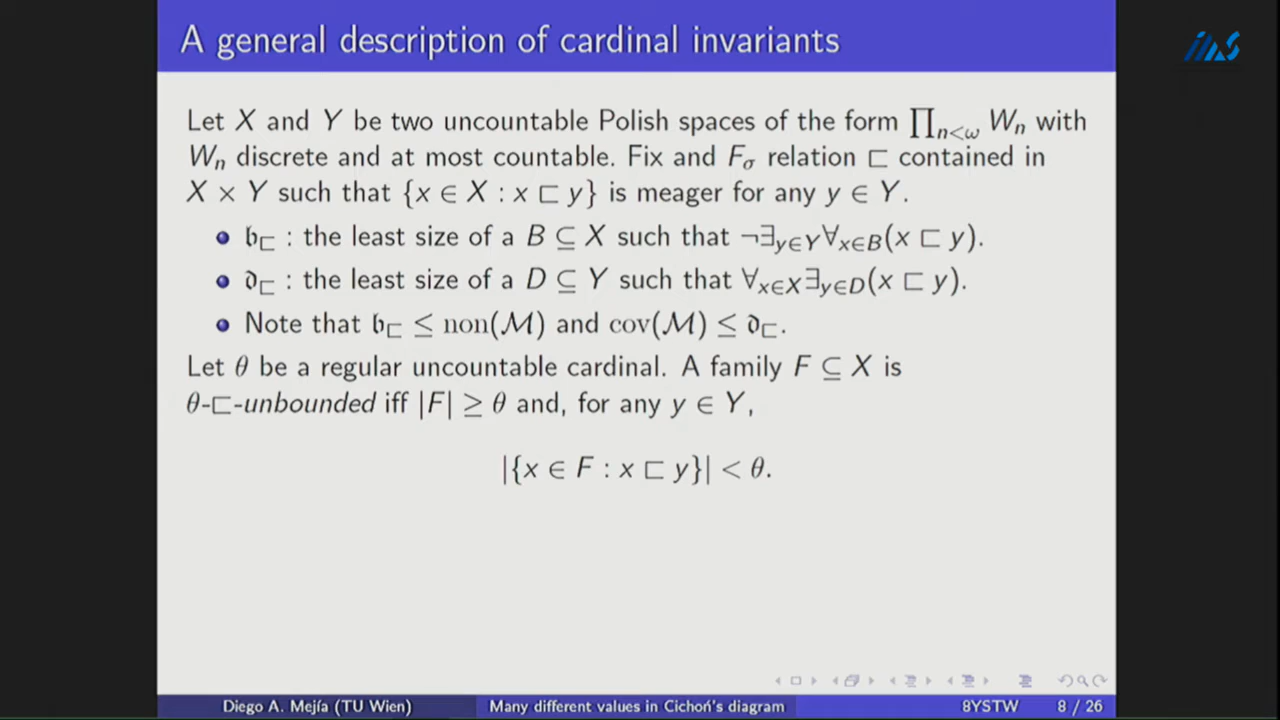 A general description of cardinal invariants
IMS
Let X and Y be two uncountable Polish spaces of the form ∏_{n<ω} W_n with
W_n discrete and at most countable. Fix and F_σ relation ⊏ contained in
X × Y such that {x ∈ X : x ⊏ y} is meager for any y ∈ Y.
𝔟_⊏ : the least size of a B ⊆ X such that ¬∃_{y∈Y}∀_{x∈B}(x ⊏ y).
𝔡_⊏ : the least size of a D ⊆ Y such that ∀_{x∈X}∃_{y∈D}(x ⊏ y).
Note that 𝔟_⊏ ≤ non(ℳ) and cov(ℳ) ≤ 𝔡_⊏.
Let θ be a regular uncountable cardinal. A family F ⊆ X is
θ-⊏-unbounded iff |F| ≥ θ and, for any y ∈ Y,
|{x ∈ F : x ⊏ y}| < θ.
Diego A. Mejía (TU Wien) Many different values in Cichoń's diagram 8YSTW 8 / 26